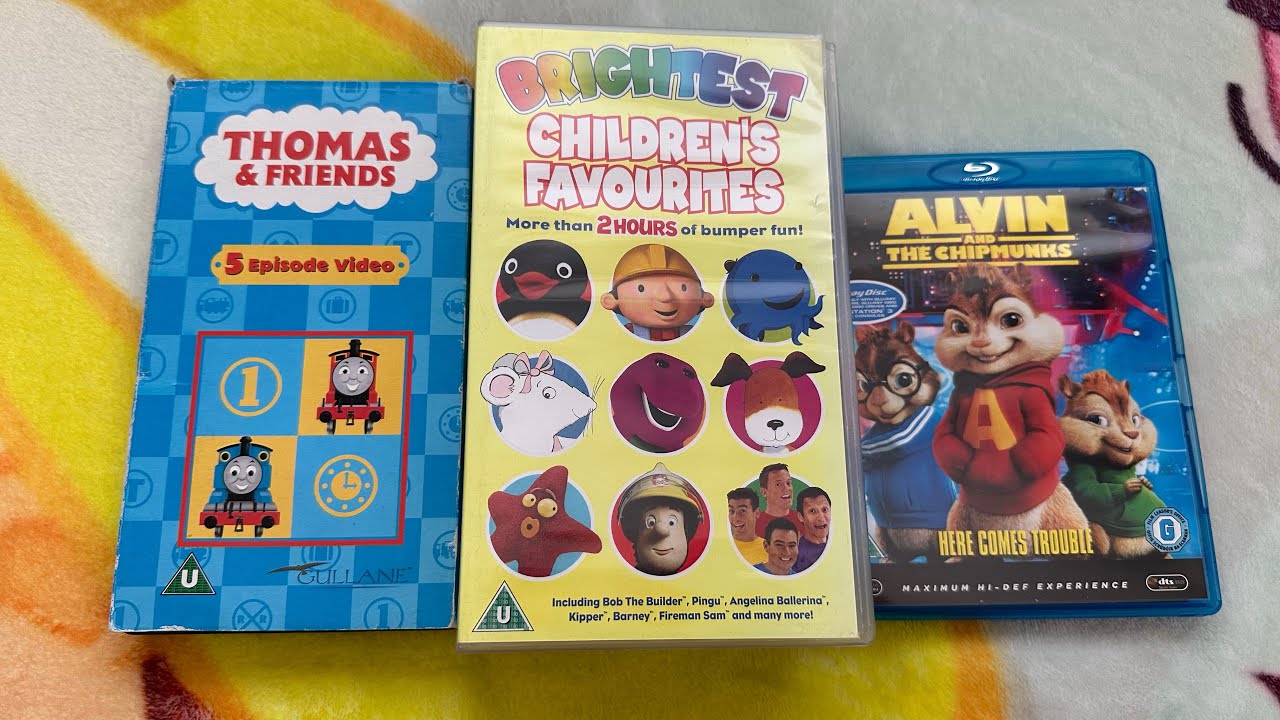 THOMAS
& FRIENDS
5 Episode Video
1
U
GULLANE
BRIGHTEST
CHILDREN'S
FAVOURITES
More than 2 HOURS of bumper fun!
U
Including Bob The Builder™, Pingu™, Angelina Ballerina™,
Kipper™, Barney™, Fireman Sam™ and many more!
ALVIN
AND
THE CHIPMUNKS
A
G
HERE COMES TROUBLE
MAXIMUM HI-DEF EXPERIENCE
dts